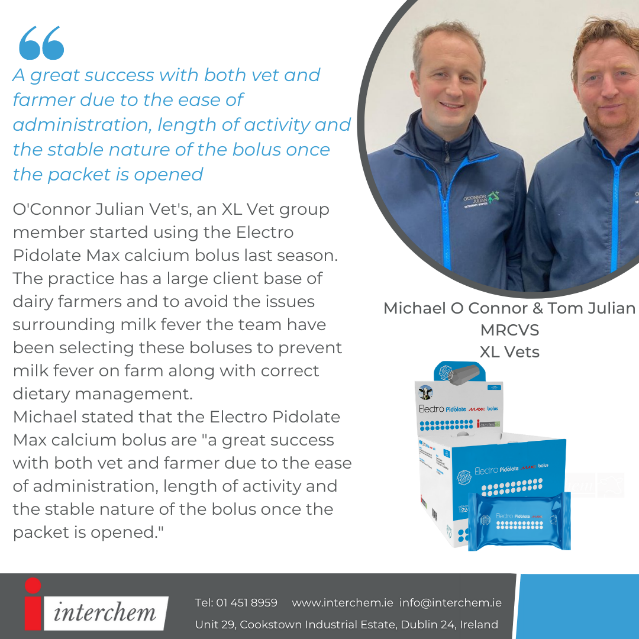 A great success with both vet and
farmer due to the ease of
administration, length of activity and
the stable nature of the bolus once
the packet is opened
O'Connor Julian Vet's, an XL Vet group
member started using the Electro
Pidolate Max calcium bolus last season.
The practice has a large client base of
dairy farmers and to avoid the issues
surrounding milk fever the team have
been selecting these boluses to prevent
milk fever on farm along with correct
dietary management.
Michael stated that the Electro Pidolate
Max calcium bolus are "a great success
with both vet and farmer due to the ease
of administration, length of activity and
the stable nature of the bolus once the
packet is opened."
O'CONNOR
JULIAN
Michael O Connor & Tom Julian
MRCVS
XL Vets
Electro Pidolate MAX bolus
Electro Pidolate bolus
Electro Pidolate
i interchem
Tel: 01 451 8959 www.interchem.ie info@interchem.ie
Unit 29, Cookstown Industrial Estate, Dublin 24, Ireland